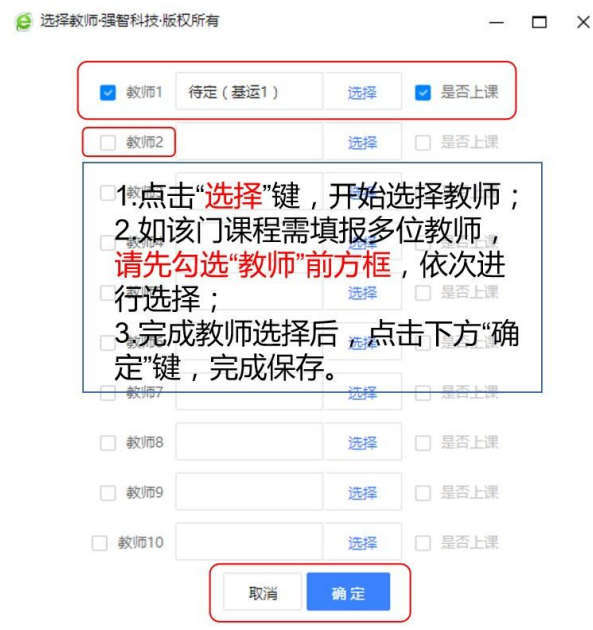 选择教师·强智科技·版权所有
教师1 待定（基运1） 选择 是否上课
教师2 选择 是否上课
1.点击“选择”键，开始选择教师；
2.如该门课程需填报多位教师，
请先勾选“教师”前方框，依次进
行选择；
3.完成教师选择后，点击下方“确
定”键，完成保存。
教师7 选择 是否上课
教师8 选择 是否上课
教师9 选择 是否上课
教师10 选择 是否上课
取消 确定